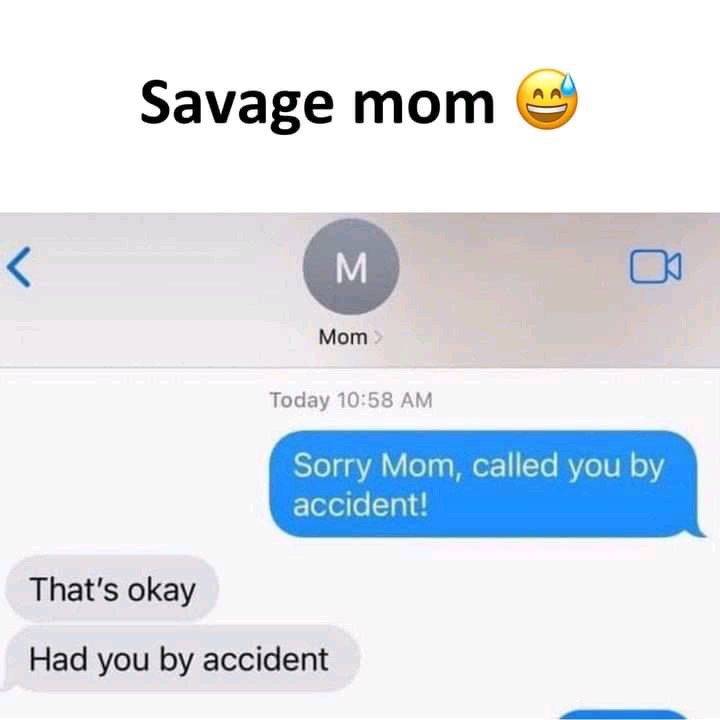 Savage mom 😅
M
Mom >
Today 10:58 AM
Sorry Mom, called you by
accident!
That's okay
Had you by accident